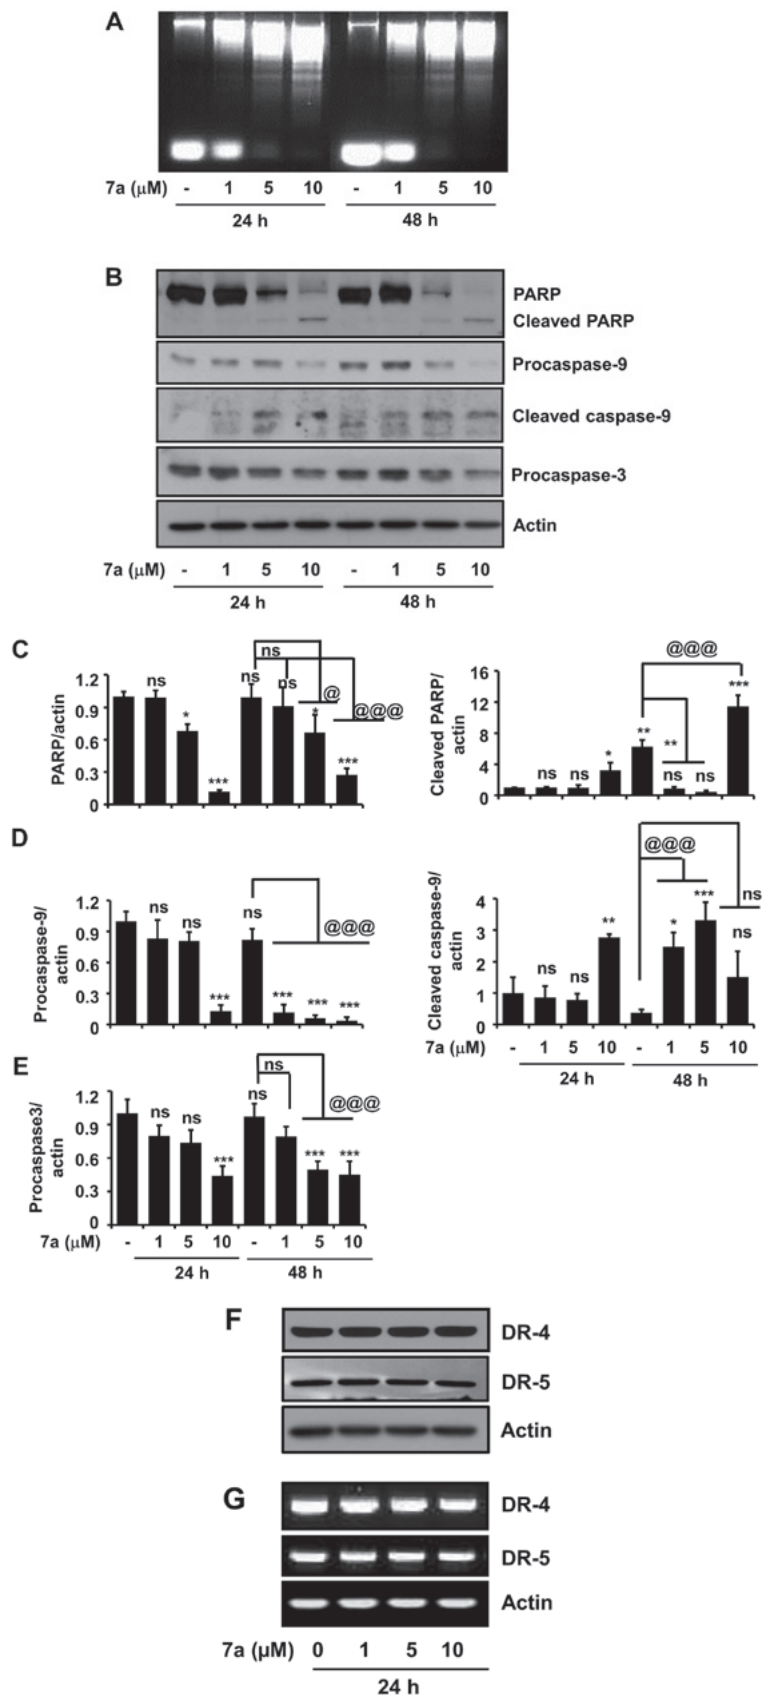 A
7a (μM) - 1 5 10 - 1 5 10
24 h 48 h
B
PARP
Cleaved PARP
Procaspase-9
Cleaved caspase-9
Procaspase-3
Actin
7a (μM) - 1 5 10 - 1 5 10
24 h 48 h
C
PARP/actin
1.2
0.9
0.6
0.3
0
ns
*
***
ns
ns
ns
*
***
@
@@@
Cleaved PARP/
actin
16
12
8
4
0
ns
ns
*
**
**
ns
ns
***
@@@
D
Procaspase-9/
actin
1.2
0.9
0.6
0.3
0
ns
ns
***
ns
***
***
***
@@@
Cleaved caspase-9/
actin
4
3
2
1
0
ns
ns
**
*
***
ns
@@@
ns
7a (μM) - 1 5 10 - 1 5 10
24 h 48 h
E
Procaspase3/
actin
1.2
0.9
0.6
0.3
0
ns
ns
***
ns
ns
***
***
@@@
7a (μM) - 1 5 10 - 1 5 10
24 h 48 h
F
DR-4
DR-5
Actin
G
DR-4
DR-5
Actin
7a (μM) 0 1 5 10
24 h